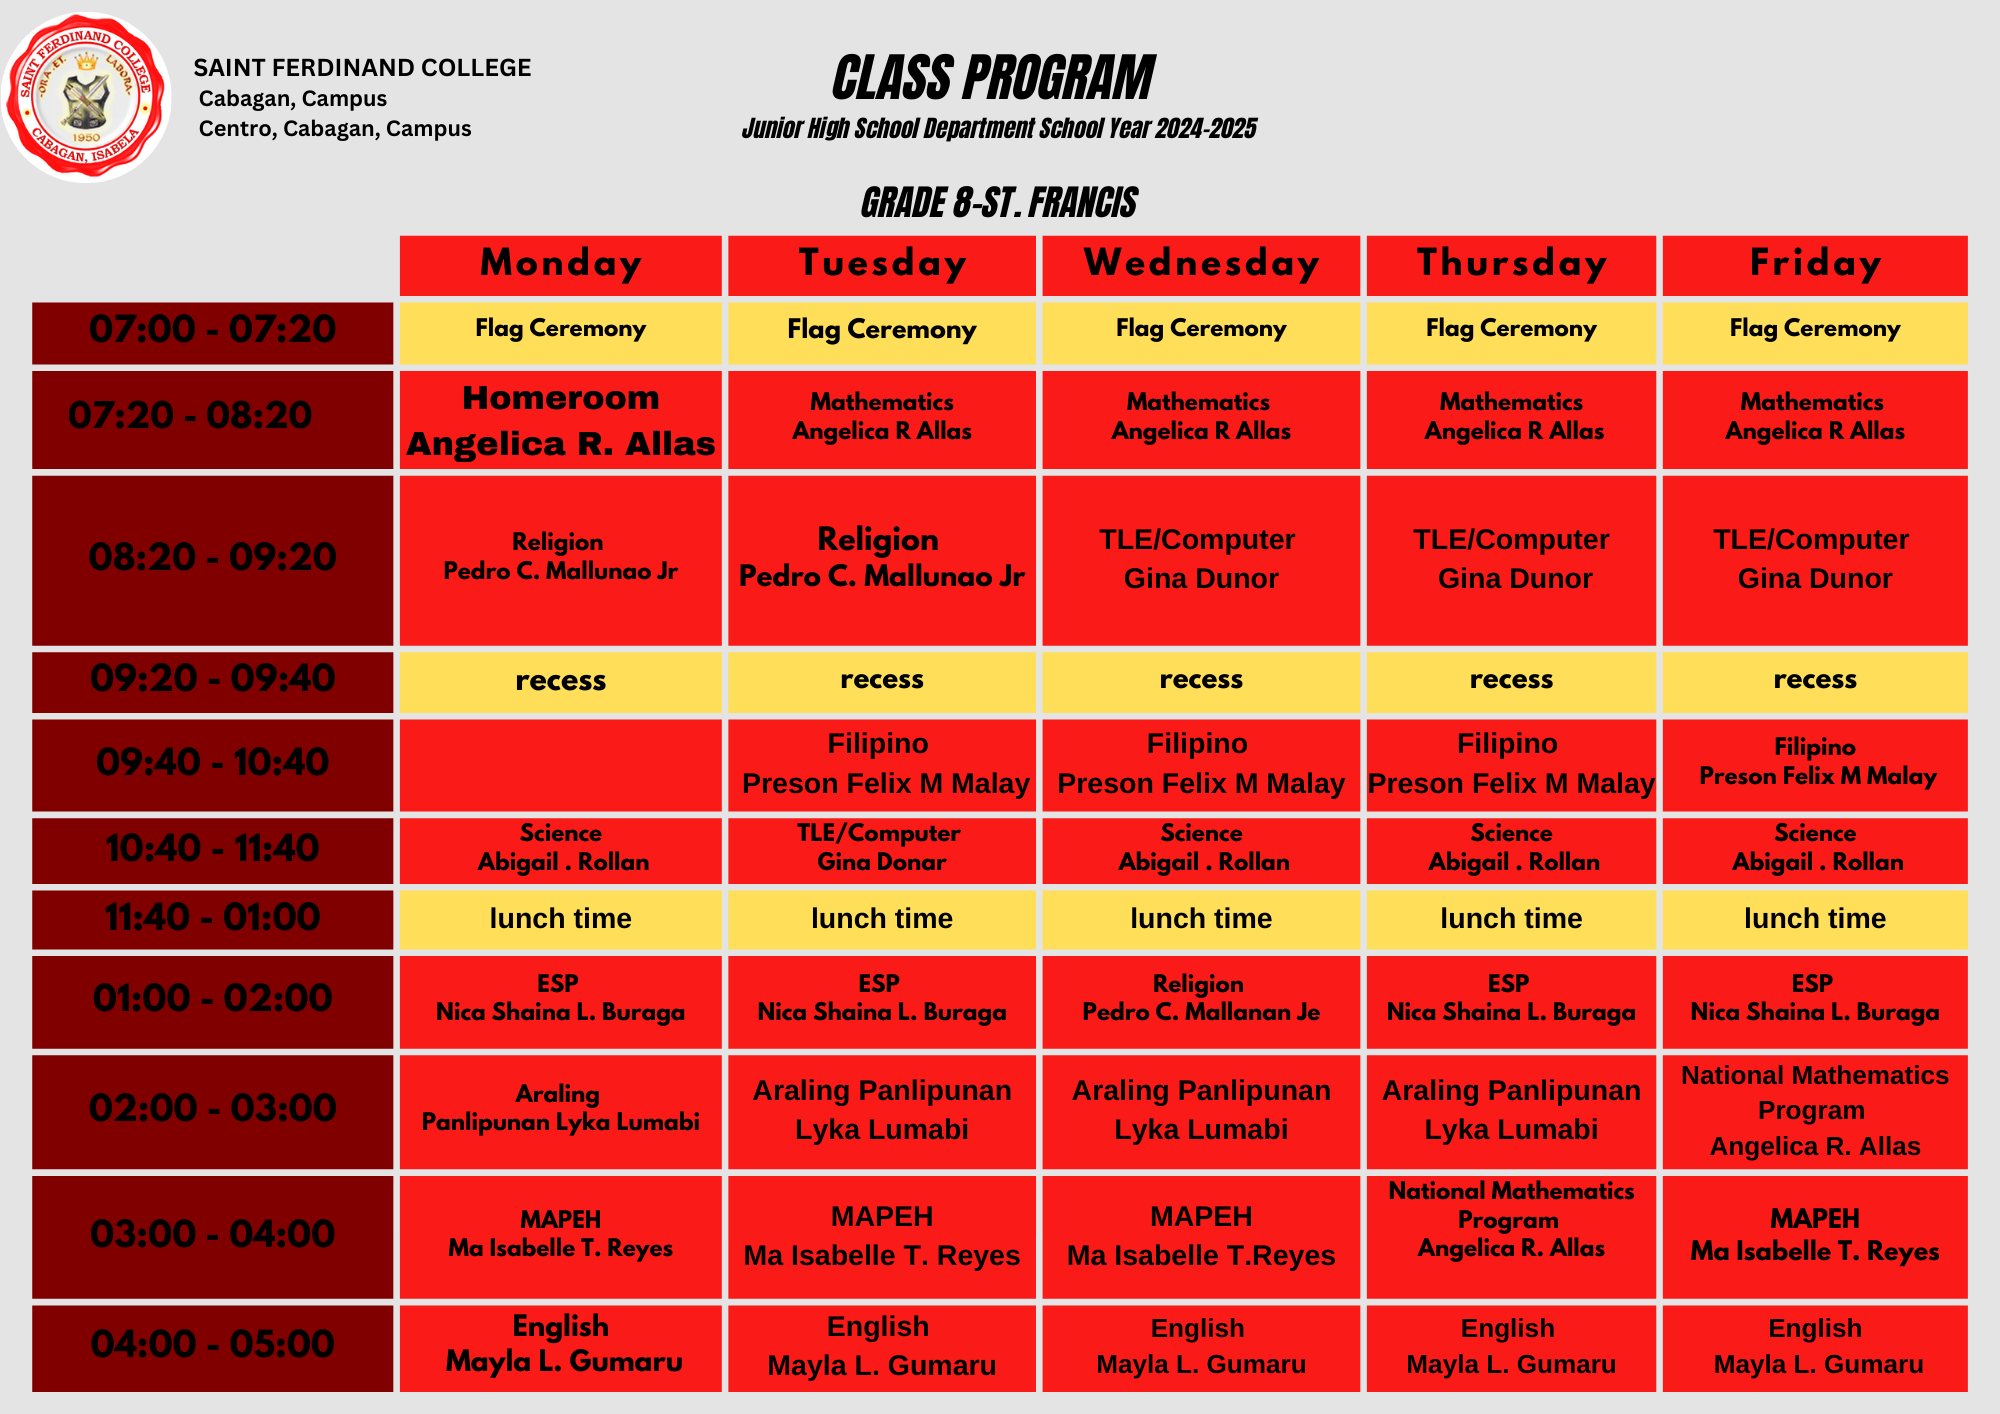 SAINT FERDINAND COLLEGE
ORA ET LABORA
1950
CABAGAN, ISABELA
SAINT FERDINAND COLLEGE
Cabagan, Campus
Centro, Cabagan, Campus
CLASS PROGRAM
Junior High School Department School Year 2024-2025
GRADE 8-ST. FRANCIS
Monday Tuesday Wednesday Thursday Friday
07:00 - 07:20 Flag Ceremony Flag Ceremony Flag Ceremony Flag Ceremony Flag Ceremony
07:20 - 08:20
Homeroom Mathematics Mathematics Mathematics Mathematics
Angelica R. Allas Angelica R Allas Angelica R Allas Angelica R Allas Angelica R Allas
08:20 - 09:20
Religion Religion TLE/Computer TLE/Computer TLE/Computer
Pedro C. Mallunao Jr Pedro C. Mallunao Jr Gina Dunor Gina Dunor Gina Dunor
09:20 - 09:40 recess recess recess recess recess
09:40 - 10:40
Filipino Filipino Filipino Filipino
Preson Felix M Malay Preson Felix M Malay Preson Felix M Malay Preson Felix M Malay
10:40 - 11:40
Science TLE/Computer Science Science Science
Abigail . Rollan Gina Donar Abigail . Rollan Abigail . Rollan Abigail . Rollan
11:40 - 01:00 lunch time lunch time lunch time lunch time lunch time
01:00 - 02:00
ESP ESP Religion ESP ESP
Nica Shaina L. Buraga Nica Shaina L. Buraga Pedro C. Mallanan Je Nica Shaina L. Buraga Nica Shaina L. Buraga
02:00 - 03:00
Araling Araling Panlipunan Araling Panlipunan Araling Panlipunan National Mathematics
Panlipunan Lyka Lumabi Lyka Lumabi Lyka Lumabi Lyka Lumabi Program
Angelica R. Allas
03:00 - 04:00
MAPEH MAPEH MAPEH National Mathematics MAPEH
Ma Isabelle T. Reyes Ma Isabelle T. Reyes Ma Isabelle T.Reyes Program Ma Isabelle T. Reyes
Angelica R. Allas
04:00 - 05:00
English English English English English
Mayla L. Gumaru Mayla L. Gumaru Mayla L. Gumaru Mayla L. Gumaru Mayla L. Gumaru